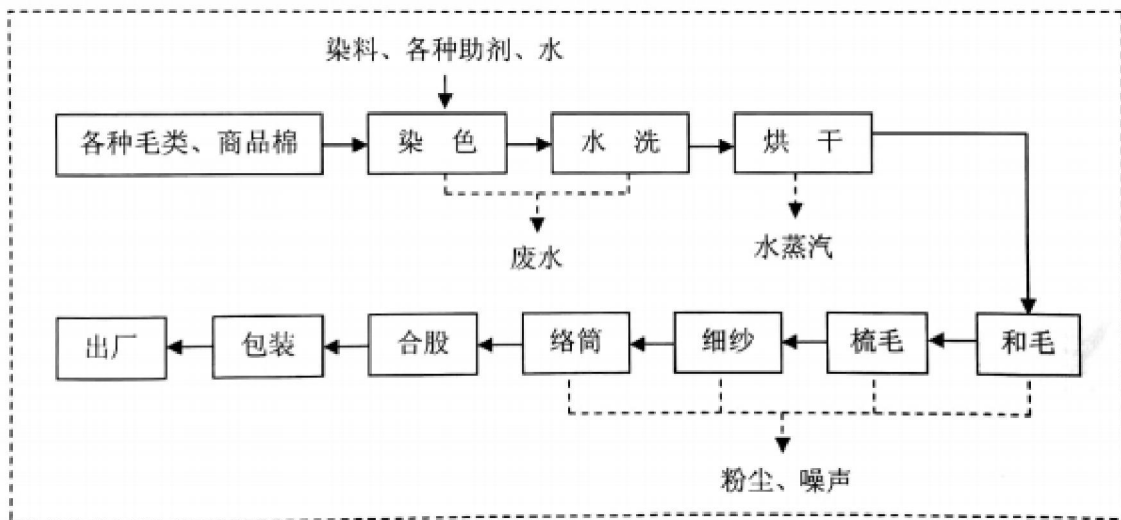 染料、各种助剂、水
各种毛类、商品棉
染 色
水 洗
烘 干
废水
水蒸汽
出厂
包装
合股
络筒
细纱
梳毛
和毛
粉尘、噪声